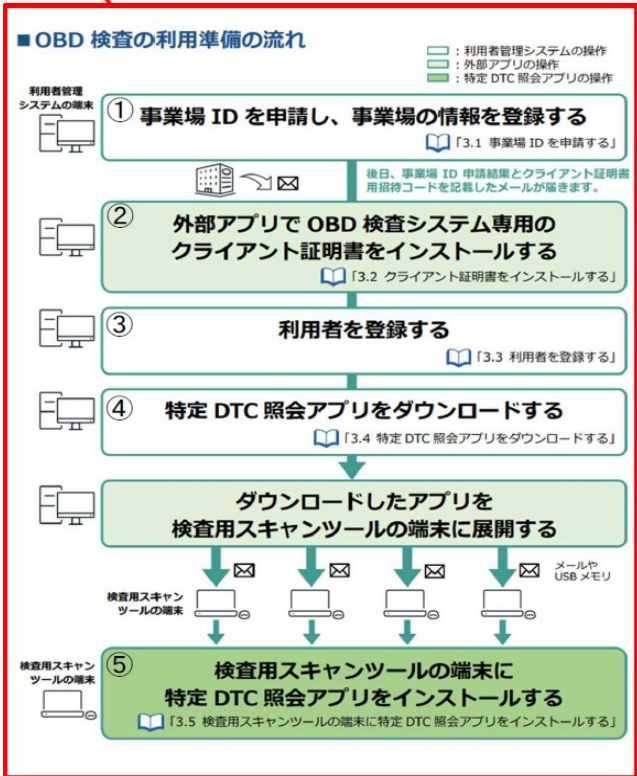 ■OBD 検査の利用準備の流れ
：利用者管理システムの操作
：外部アプリの操作
：特定 DTC 照会アプリの操作
利用者管理
システムの端末
① 事業場 ID を申請し、事業場の情報を登録する
「3.1 事業場 ID を申請する」
後日、事業場 ID 申請結果とクライアント証明書
用招待コードを記載したメールが届きます。
② 外部アプリで OBD 検査システム専用の
クライアント証明書をインストールする
「3.2 クライアント証明書をインストールする」
③ 利用者を登録する
「3.3 利用者を登録する」
④ 特定 DTC 照会アプリをダウンロードする
「3.4 特定 DTC 照会アプリをダウンロードする」
ダウンロードしたアプリを
検査用スキャンツールの端末に展開する
メールや
USB メモリ
検査用スキャン
ツールの端末
検査用スキャン
ツールの端末
⑤ 検査用スキャンツールの端末に
特定 DTC 照会アプリをインストールする
「3.5 検査用スキャンツールの端末に特定 DTC 照会アプリをインストールする」